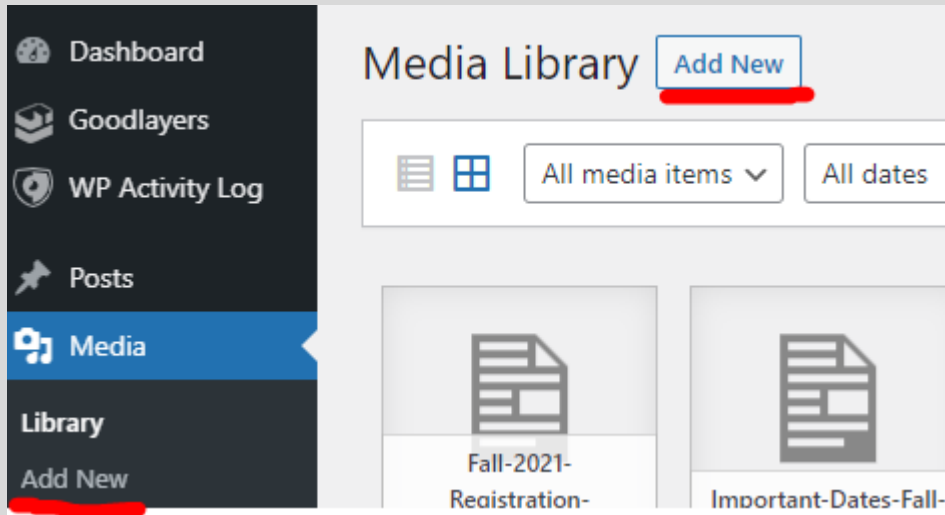 Dashboard
Goodlayers
WP Activity Log
Posts
Media
Library
Add New
Media Library Add New
All media items All dates
Fall-2021-
Registration-
Important-Dates-Fall-